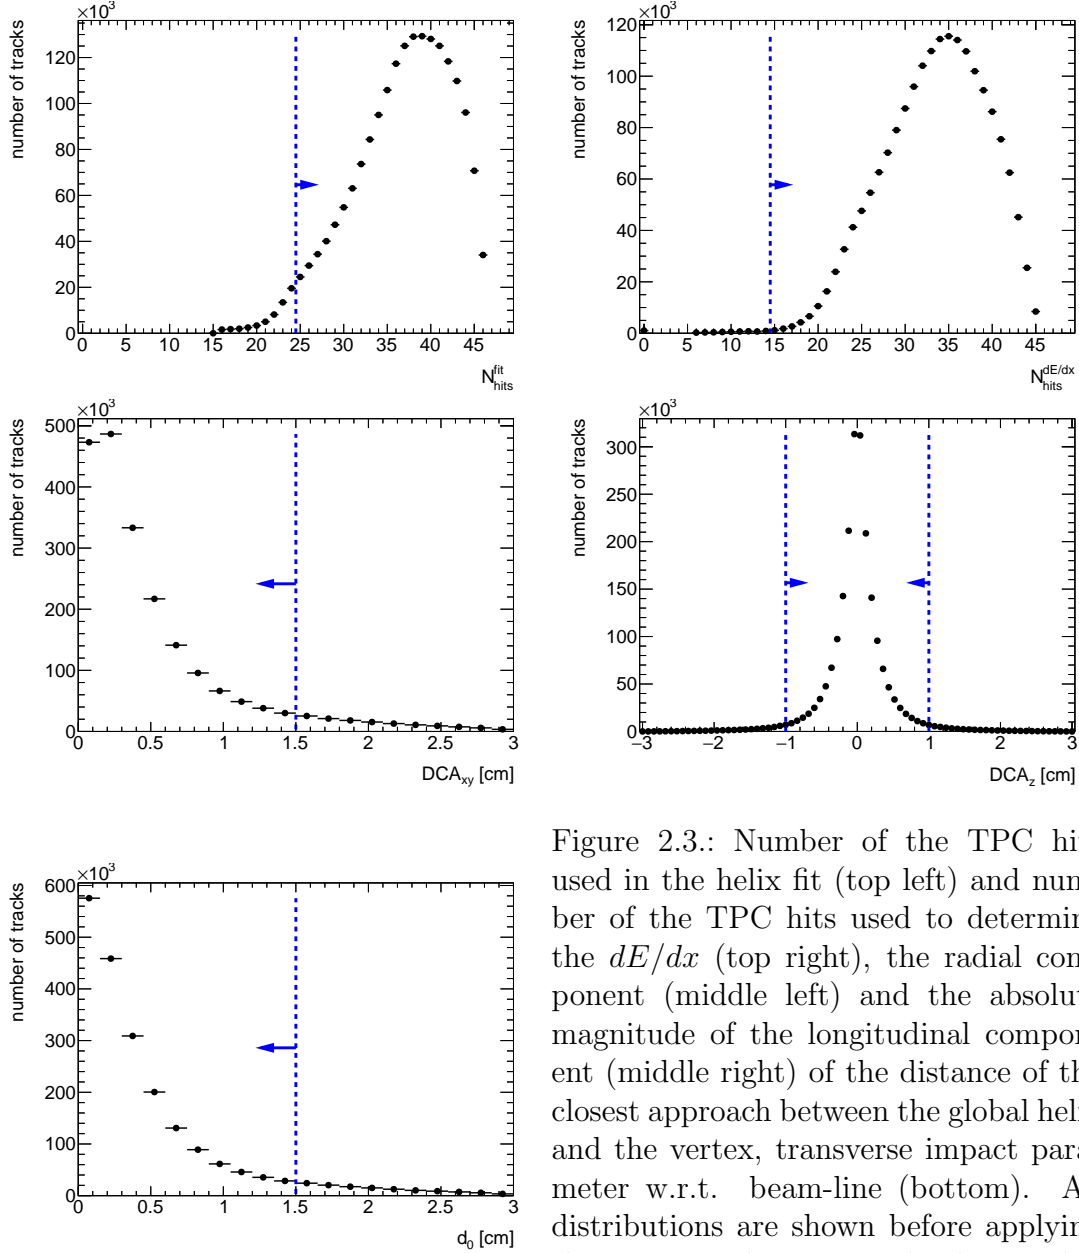 ×10³
number of tracks
120
100
80
60
40
20
0
0 5 10 15 20 25 30 35 40 45
N^fit_hits
×10³
number of tracks
120
100
80
60
40
20
0
0 5 10 15 20 25 30 35 40 45
N^dE/dx_hits
×10³
number of tracks
500
400
300
200
100
0
0 0.5 1 1.5 2 2.5 3
DCA_xy [cm]
×10³
number of tracks
300
250
200
150
100
50
0
−3 −2 −1 0 1 2 3
DCA_z [cm]
×10³
number of tracks
600
500
400
300
200
100
0
0 0.5 1 1.5 2 2.5 3
d_0 [cm]
Figure 2.3.: Number of the TPC hit
used in the helix fit (top left) and num
ber of the TPC hits used to determin
the dE/dx (top right), the radial com
ponent (middle left) and the absolut
magnitude of the longitudinal compon
ent (middle right) of the distance of th
closest approach between the global heli
and the vertex, transverse impact para
meter w.r.t. beam-line (bottom). A
distributions are shown before applyin